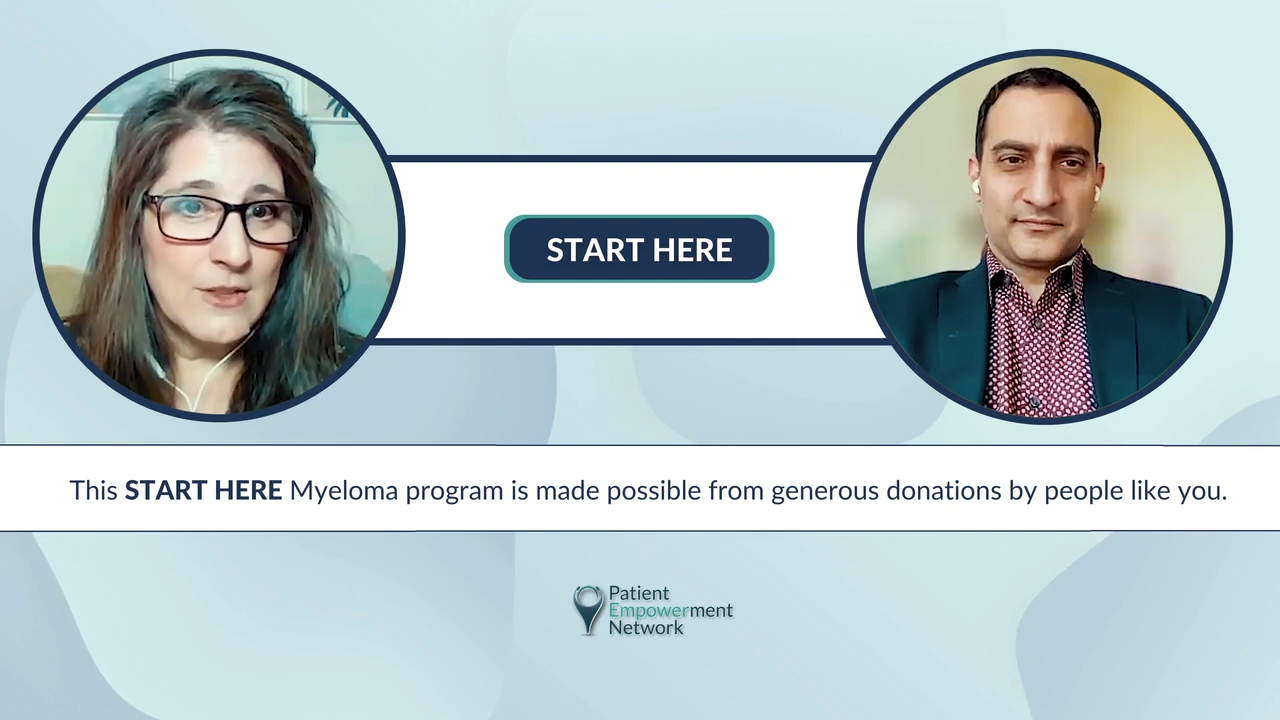 START HERE
This START HERE Myeloma program is made possible from generous donations by people like you.
Patient
Empowerment
Network